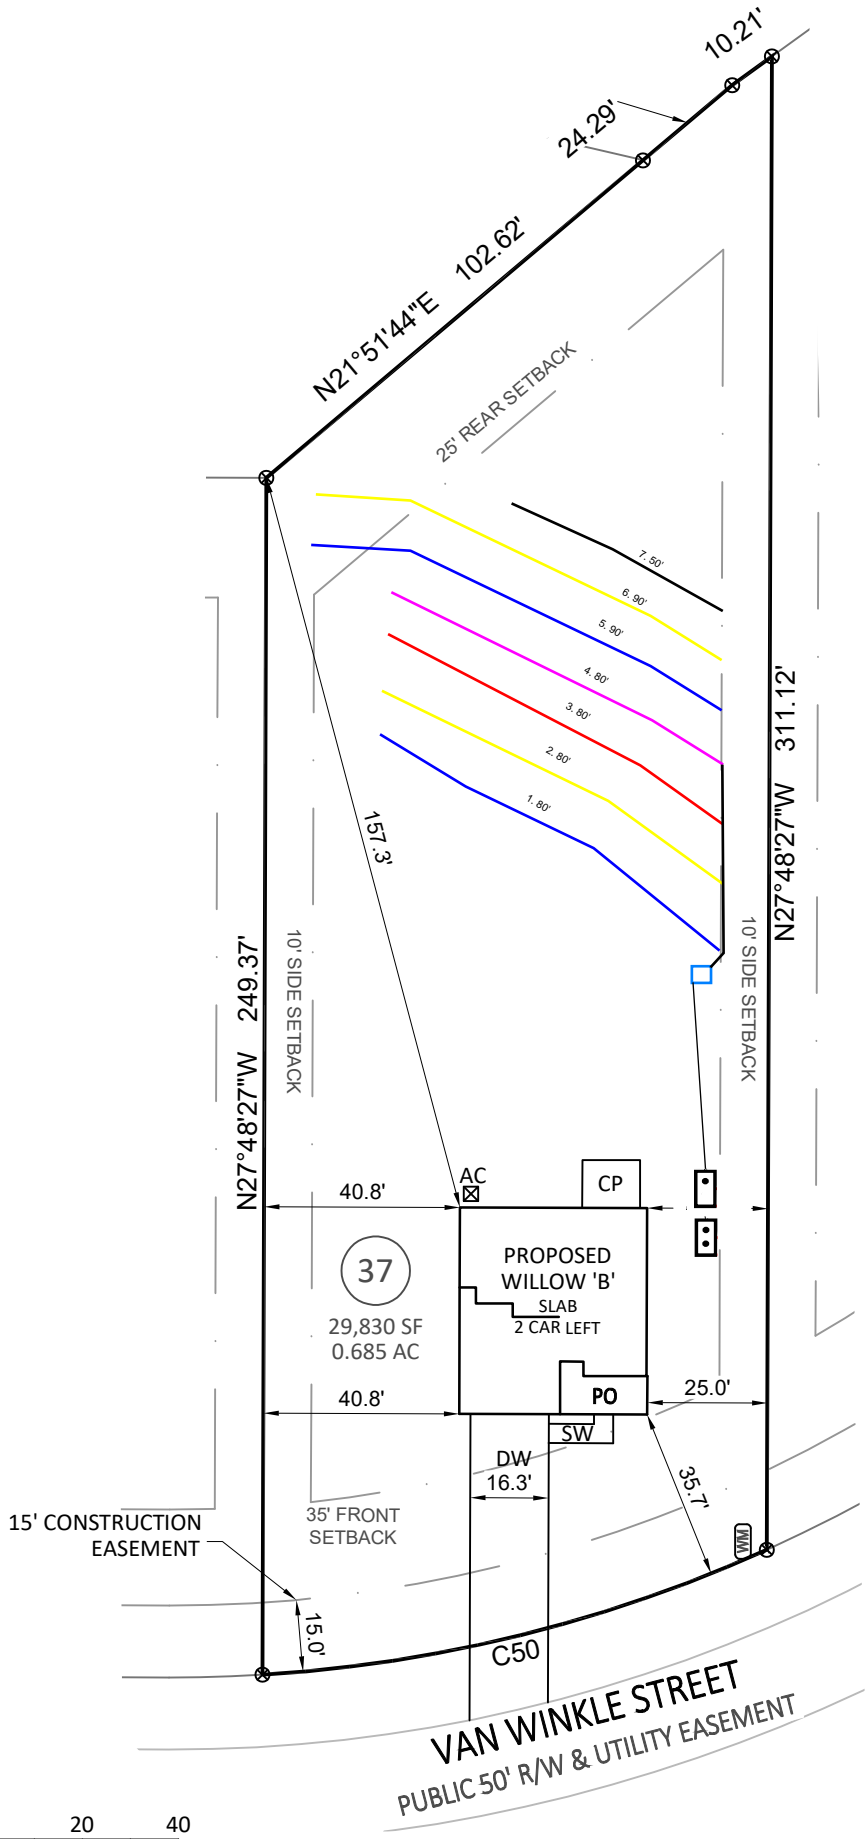 10.21'
24.29'
102.62'
N21°51'44"E
25' REAR SETBACK
7.50'
6.90'
5.90'
4.80'
3.80'
2.80'
1.80'
157.3'
311.12'
N27°48'27"W
249.37'
N27°48'27"W
10' SIDE SETBACK
10' SIDE SETBACK
AC
CP
40.8'
37
29,830 SF
0.685 AC
PROPOSED
WILLOW 'B'
SLAB
2 CAR LEFT
40.8'
PO
25.0'
SW
DW
16.3'
35.7'
35' FRONT
SETBACK
15' CONSTRUCTION
EASEMENT
WM
15.0'
C50
VAN WINKLE STREET
PUBLIC 50' R/W & UTILITY EASEMENT
20 40